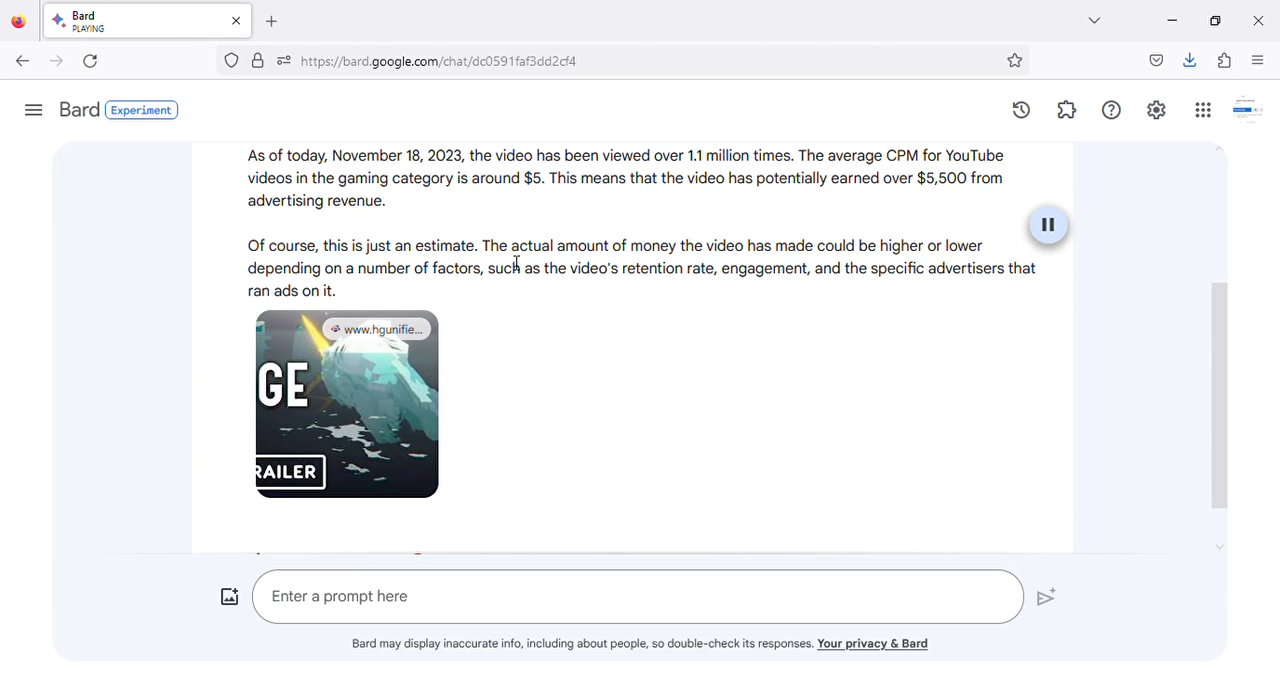 Bard
PLAYING
https://bard.google.com/chat/dc0591faf3dd2cf4
Bard Experiment
As of today, November 18, 2023, the video has been viewed over 1.1 million times. The average CPM for YouTube
videos in the gaming category is around $5. This means that the video has potentially earned over $5,500 from
advertising revenue.
Of course, this is just an estimate. The actual amount of money the video has made could be higher or lower
depending on a number of factors, such as the video's retention rate, engagement, and the specific advertisers that
ran ads on it.
www.hgunifie...
GE
RAILER
Enter a prompt here
Bard may display inaccurate info, including about people, so double-check its responses. Your privacy & Bard